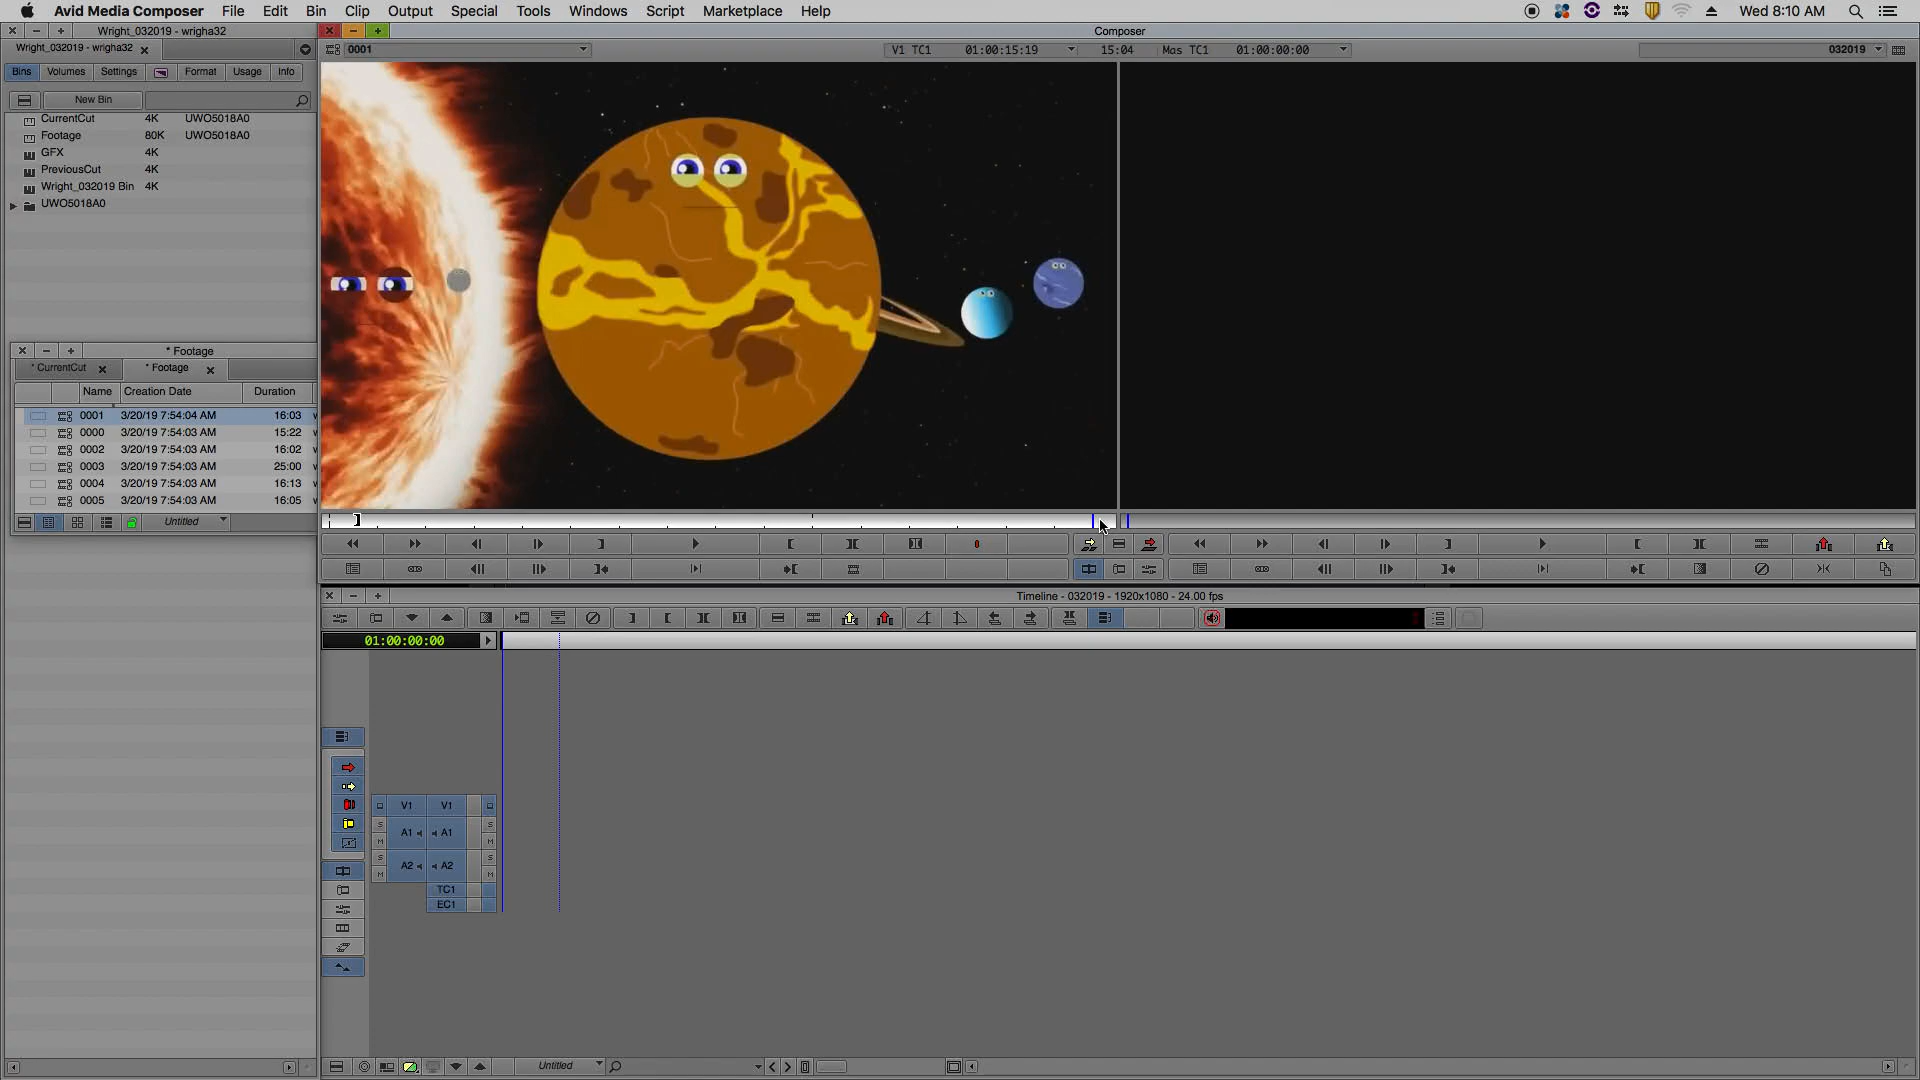 Avid Media Composer File Edit Bin Clip Output Special Tools Windows Script Marketplace Help Wed 8:10 AM
Wright_032019 - wrigha32
Composer
Wright_032019 - wrigha32
0001 V1 TC1 01:00:15:19 15:04 Mas TC1 01:00:00:00 032019
Bins Volumes Settings Format Usage Info
New Bin
CurrentCut 4K UWO5018A0
Footage 80K UWO5018A0
GFX 4K
PreviousCut 4K
Wright_032019 Bin 4K
UWO5018A0
* Footage
* CurrentCut * Footage
Name Creation Date Duration
0001 3/20/19 7:54:04 AM 16:03
0000 3/20/19 7:54:03 AM 15:22
0002 3/20/19 7:54:03 AM 16:02
0003 3/20/19 7:54:03 AM 25:00
0004 3/20/19 7:54:03 AM 16:13
0005 3/20/19 7:54:03 AM 16:05
Untitled
Timeline - 032019 - 1920x1080 - 24.00 fps
01:00:00:00
V1 V1
S
A1 A1 S
M M
S A2 A2 S
M M
TC1
EC1
Untitled